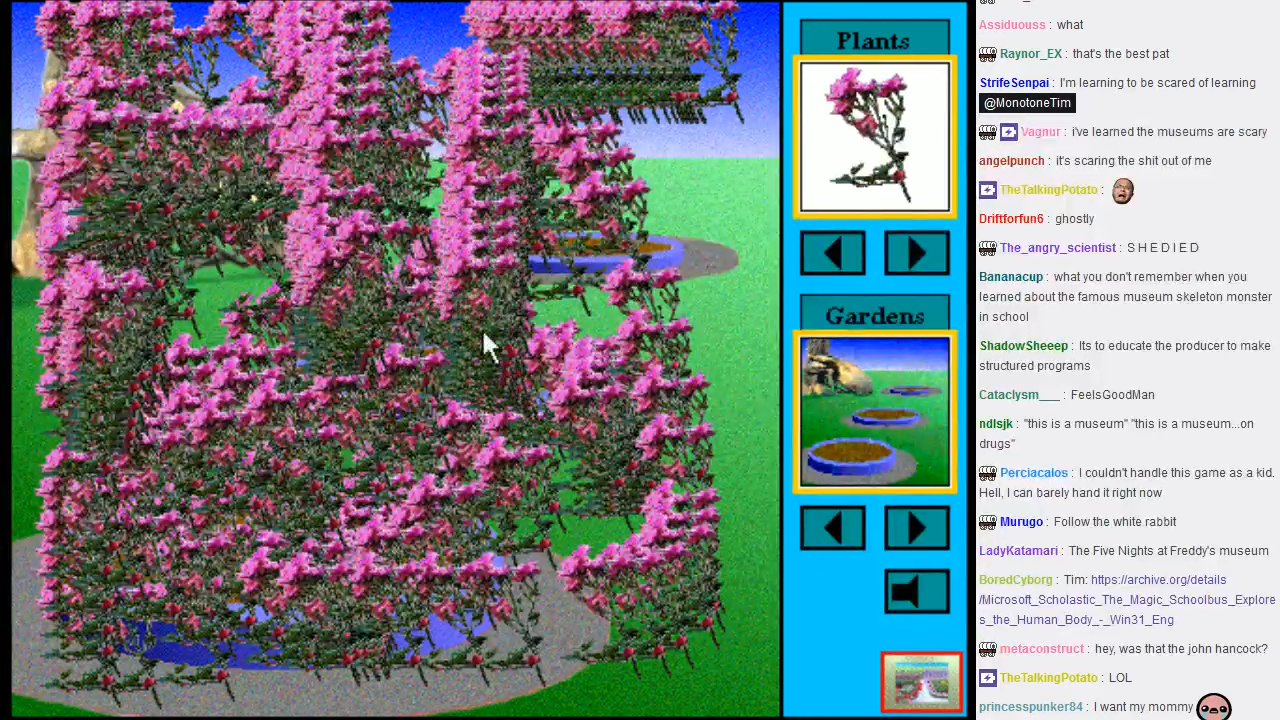 Plants
Gardens
Assiduouss : what
Raynor_EX : that's the best pat
StrifeSenpai : I'm learning to be scared of learning
@MonotoneTim
Vagnur : i've learned the museums are scary
angelpunch : it's scaring the shit out of me
TheTalkingPotato :
Driftforfun6 : ghostly
The_angry_scientist : S H E D I E D
Bananacup : what you don't remember when you
learned about the famous museum skeleton monster
in school
ShadowSheeep : Its to educate the producer to make
structured programs
Cataclysm___ : FeelsGoodMan
ndlsjk : "this is a museum" "this is a museum...on
drugs"
Perciacalos : I couldn't handle this game as a kid.
Hell, I can barely hand it right now
Murugo : Follow the white rabbit
LadyKatamari : The Five Nights at Freddy's museum
BoredCyborg : Tim: https://archive.org/details
/Microsoft_Scholastic_The_Magic_Schoolbus_Explore
s_the_Human_Body_-_Win31_Eng
metaconstruct : hey, was that the john hancock?
TheTalkingPotato : LOL
princesspunker84 : I want my mommy